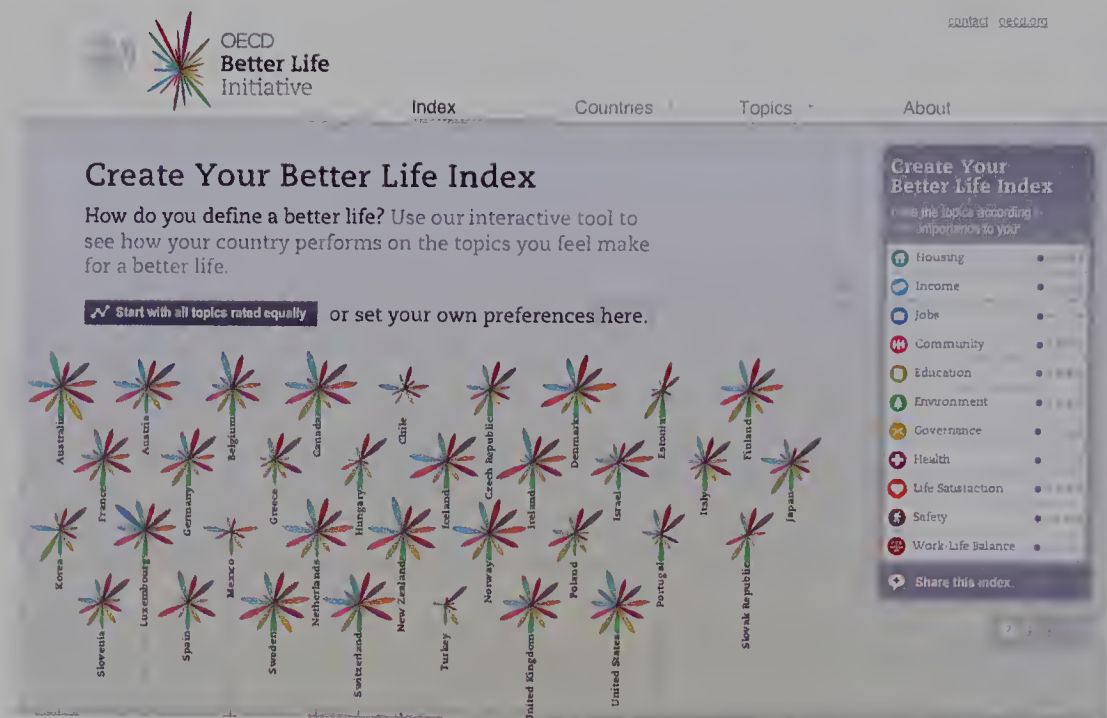 contact oecd.org
OECD
Better Life
Initiative
Index
Countries
Topics
About
Create Your Better Life Index
How do you define a better life? Use our interactive tool to
see how your country performs on the topics you feel make
for a better life.
Start with all topics rated equally or set your own preferences here.
Australia
Austria
Belgium
Canada
Chile
Czech Republic
Denmark
Estonia
Finland
France
Germany
Greece
Hungary
Iceland
Ireland
Israel
Italy
Japan
Korea
Luxembourg
Mexico
Netherlands
New Zealand
Norway
Poland
Portugal
Slovak Republic
Slovenia
Spain
Sweden
Switzerland
Turkey
United Kingdom
United States
Create Your
Better Life Index
the topics according
importance to you
Housing
Income
Jobs
Community
Education
Environment
Governance
Health
Life Satisfaction
Safety
Work-Life Balance
Share this index.